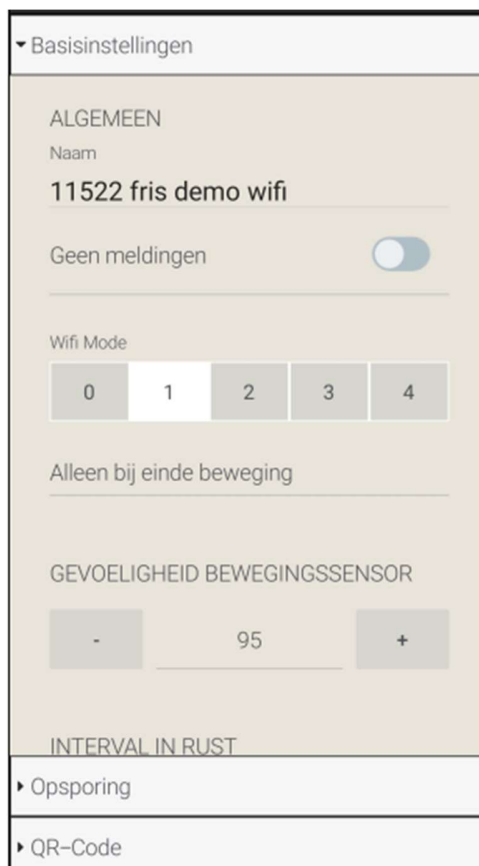 Basisinstellingen
ALGEMEEN
Naam
11522 fris demo wifi
Geen meldingen
Wifi Mode
0 1 2 3 4
Alleen bij einde beweging
GEVOELIGHEID BEWEGINGSSENSOR
- 95 +
INTERVAL IN RUST
Opsporing
QR-Code